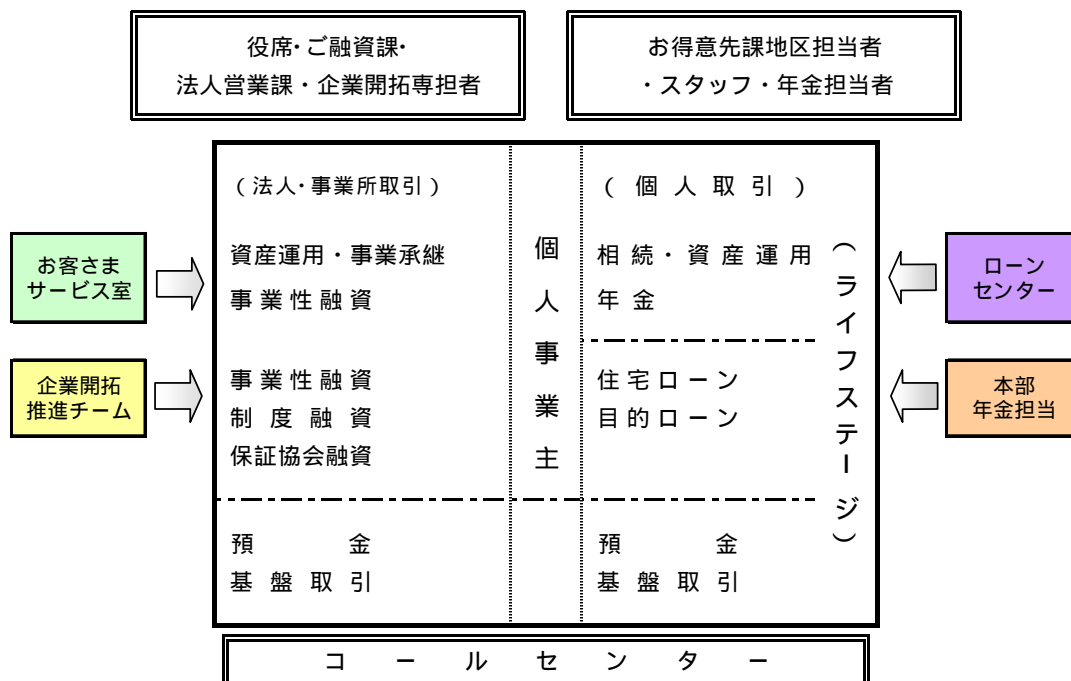 役席・ご融資課・
法人営業課・企業開拓専担者
お得意先課地区担当者
・スタッフ・年金担当者
お客さま
サービス室
企業開拓
推進チーム
（法人・事業所取引）
資産運用・事業承継
事業性融資
事業性融資
制度融資
保証協会融資
預金
基盤取引
個人事業主
（個人取引）
相続・資産運用
年金
住宅ローン
目的ローン
預金
基盤取引
（ライフステージ）
ローン
センター
本部
年金担当
コールセンター